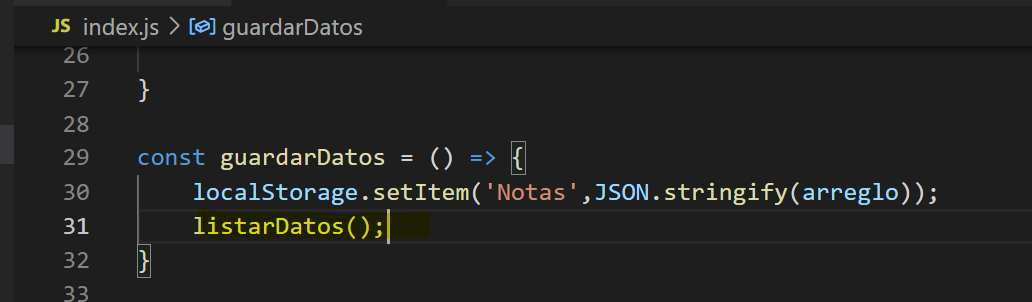 JS index.js > guardarDatos
26
27 }
28
29 const guardarDatos = () => {
30 localStorage.setItem('Notas',JSON.stringify(arreglo));
31 listarDatos();
32 }
33